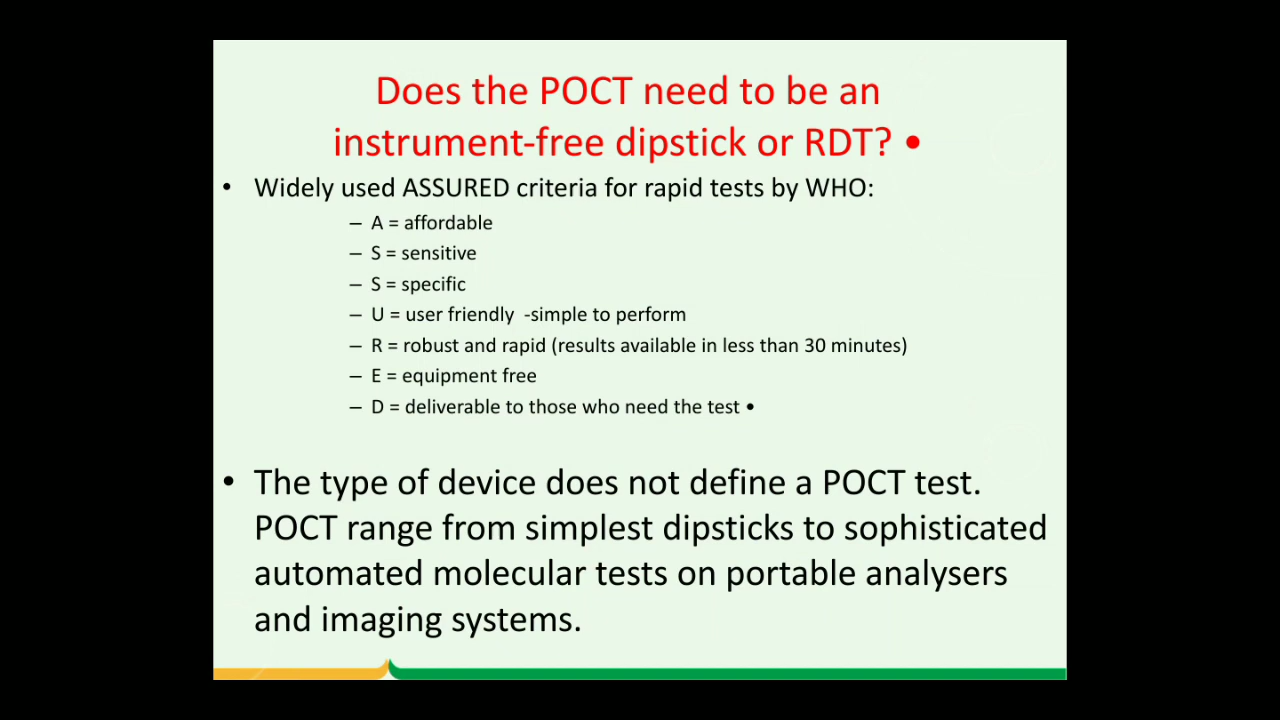 Does the POCT need to be an
instrument-free dipstick or RDT? •
• Widely used ASSURED criteria for rapid tests by WHO:
– A = affordable
– S = sensitive
– S = specific
– U = user friendly  -simple to perform
– R = robust and rapid (results available in less than 30 minutes)
– E = equipment free
– D = deliverable to those who need the test •
• The type of device does not define a POCT test.
POCT range from simplest dipsticks to sophisticated
automated molecular tests on portable analysers
and imaging systems.